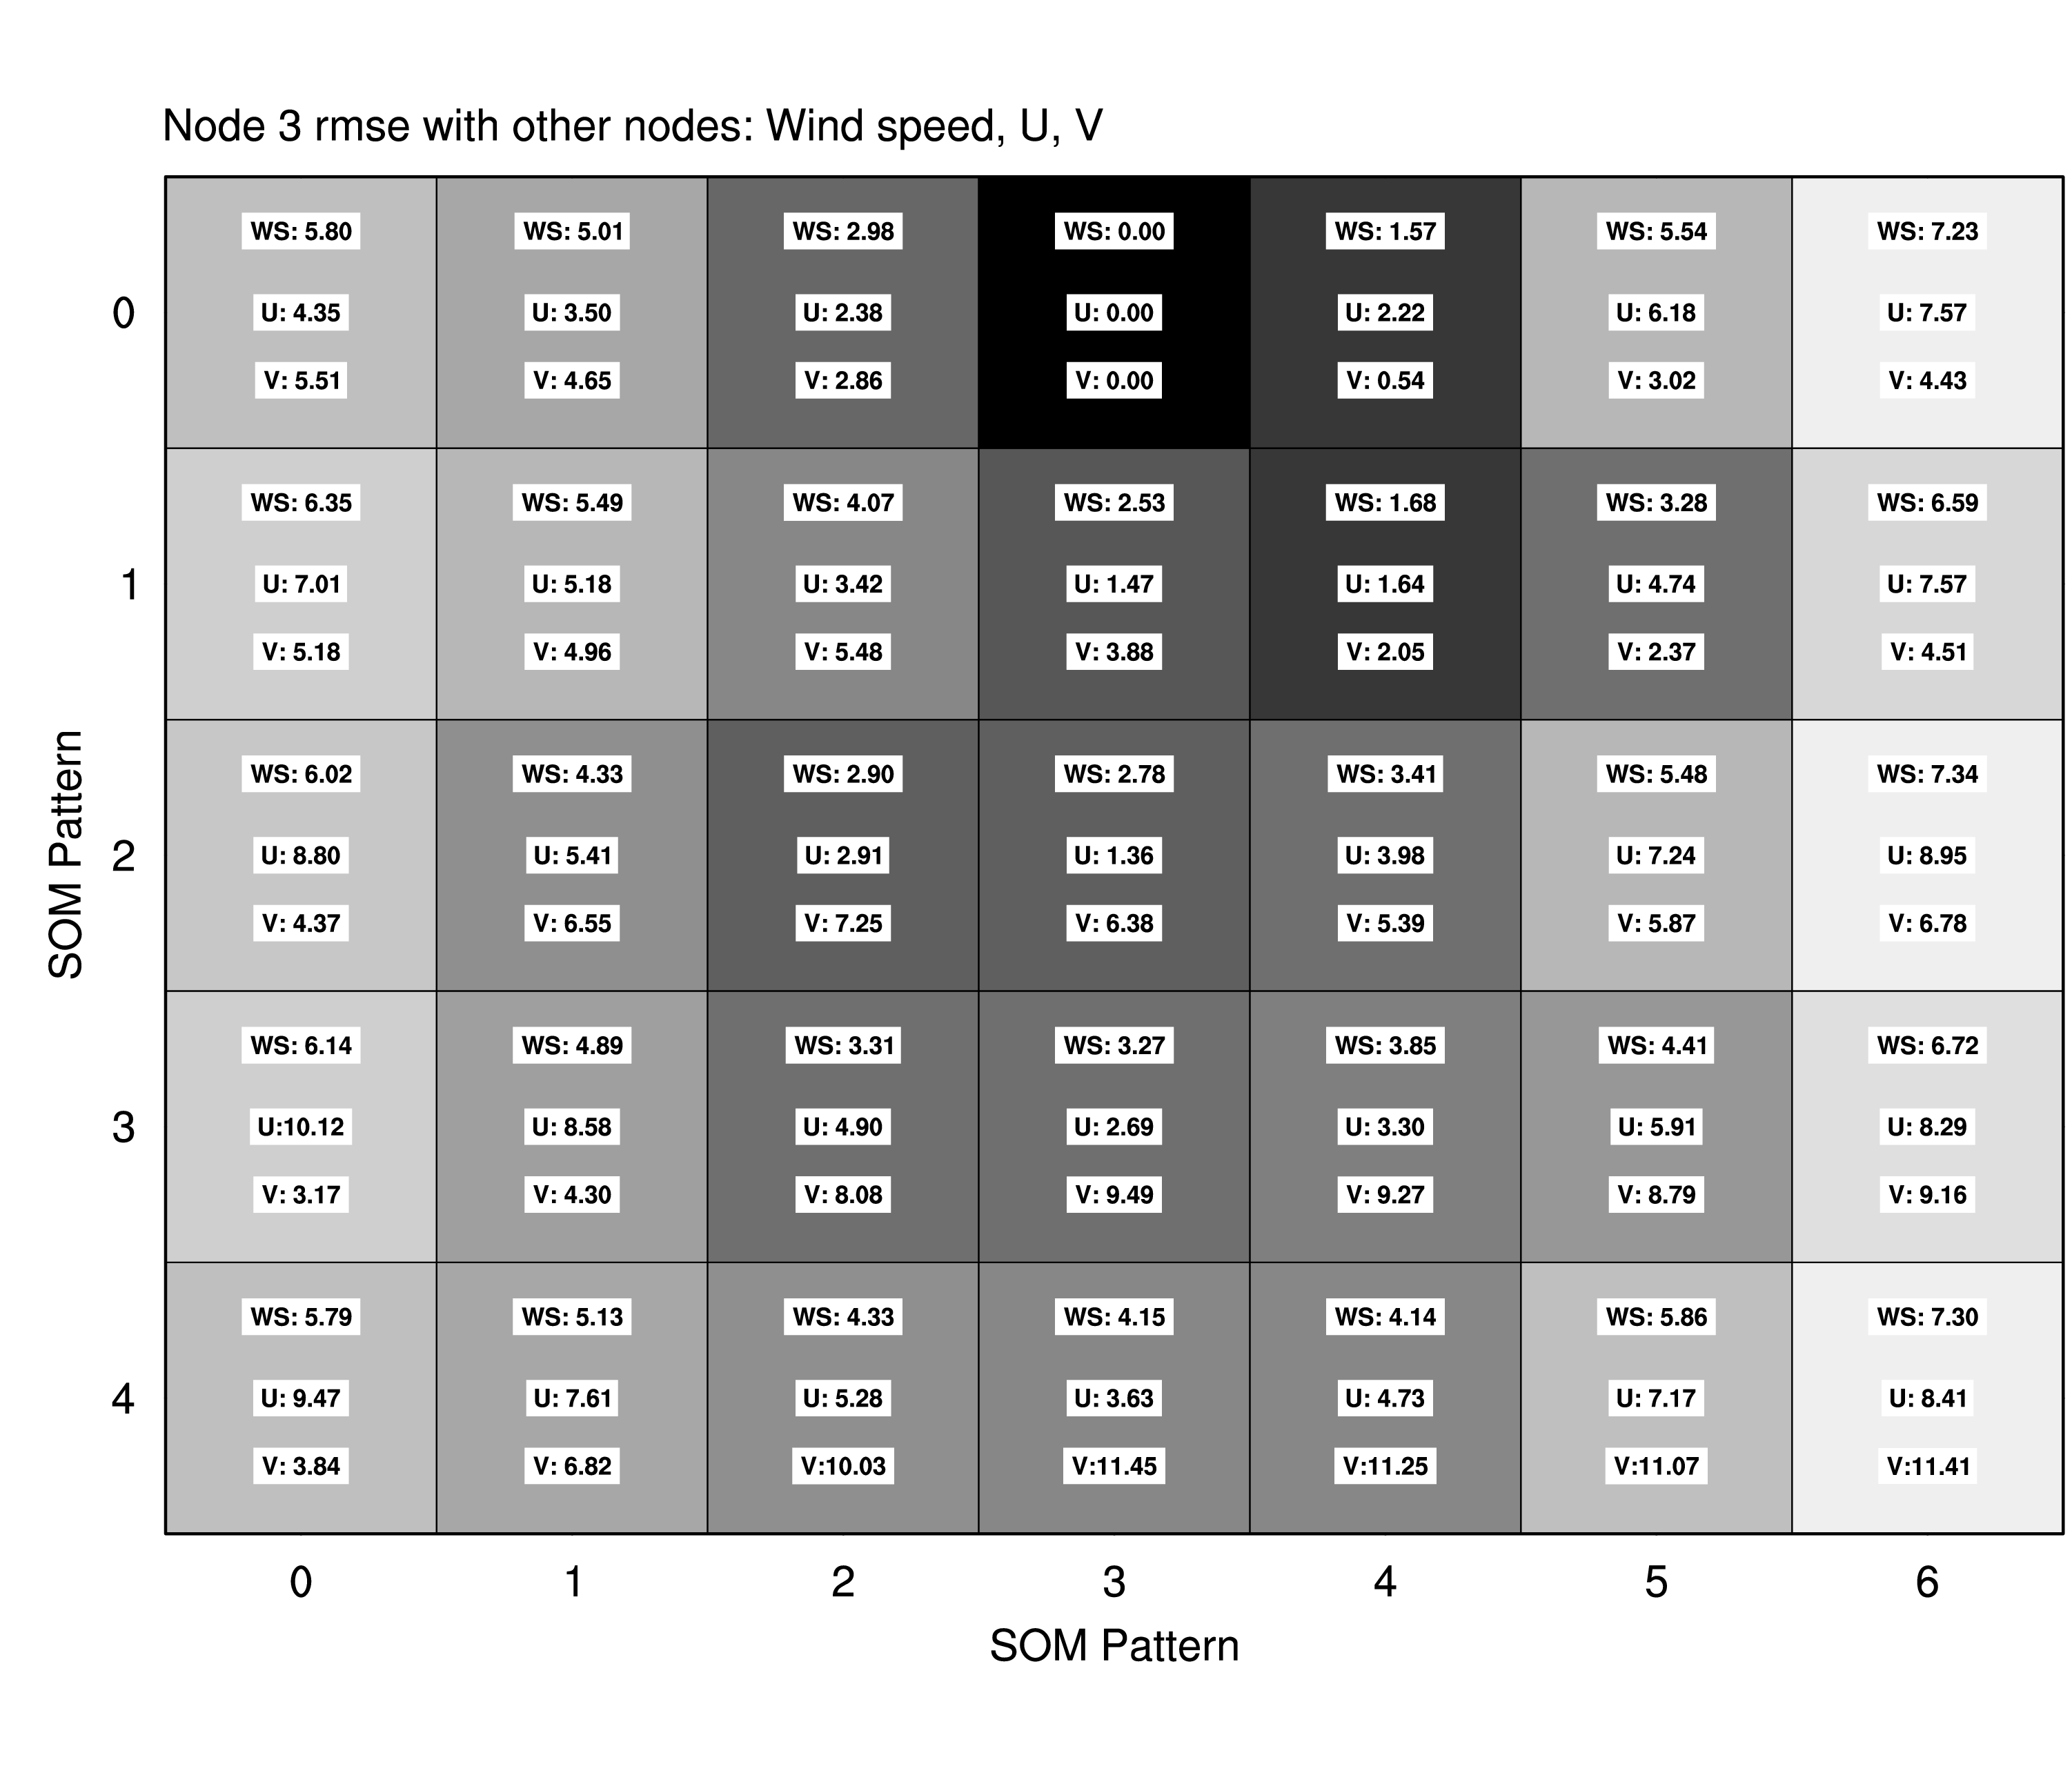 Node 3 rmse with other nodes: Wind speed, U, V
WS: 5.80 WS: 5.01 WS: 2.98 WS: 0.00 WS: 1.57 WS: 5.54 WS: 7.23
0 U: 4.35 U: 3.50 U: 2.38 U: 0.00 U: 2.22 U: 6.18 U: 7.57
V: 5.51 V: 4.65 V: 2.86 V: 0.00 V: 0.54 V: 3.02 V: 4.43
WS: 6.35 WS: 5.49 WS: 4.07 WS: 2.53 WS: 1.68 WS: 3.28 WS: 6.59
1 U: 7.01 U: 5.18 U: 3.42 U: 1.47 U: 1.64 U: 4.74 U: 7.57
V: 5.18 V: 4.96 V: 5.48 V: 3.88 V: 2.05 V: 2.37 V: 4.51
SOM Pattern
WS: 6.02 WS: 4.33 WS: 2.90 WS: 2.78 WS: 3.41 WS: 5.48 WS: 7.34
2 U: 8.80 U: 5.41 U: 2.91 U: 1.36 U: 3.98 U: 7.24 U: 8.95
V: 4.37 V: 6.55 V: 7.25 V: 6.38 V: 5.39 V: 5.87 V: 6.78
WS: 6.14 WS: 4.89 WS: 3.31 WS: 3.27 WS: 3.85 WS: 4.41 WS: 6.72
3 U:10.12 U: 8.58 U: 4.90 U: 2.69 U: 3.30 U: 5.91 U: 8.29
V: 3.17 V: 4.30 V: 8.08 V: 9.49 V: 9.27 V: 8.79 V: 9.16
WS: 5.79 WS: 5.13 WS: 4.33 WS: 4.15 WS: 4.14 WS: 5.86 WS: 7.30
4 U: 9.47 U: 7.61 U: 5.28 U: 3.63 U: 4.73 U: 7.17 U: 8.41
V: 3.84 V: 6.82 V:10.03 V:11.45 V:11.25 V:11.07 V:11.41
0 1 2 3 4 5 6
SOM Pattern